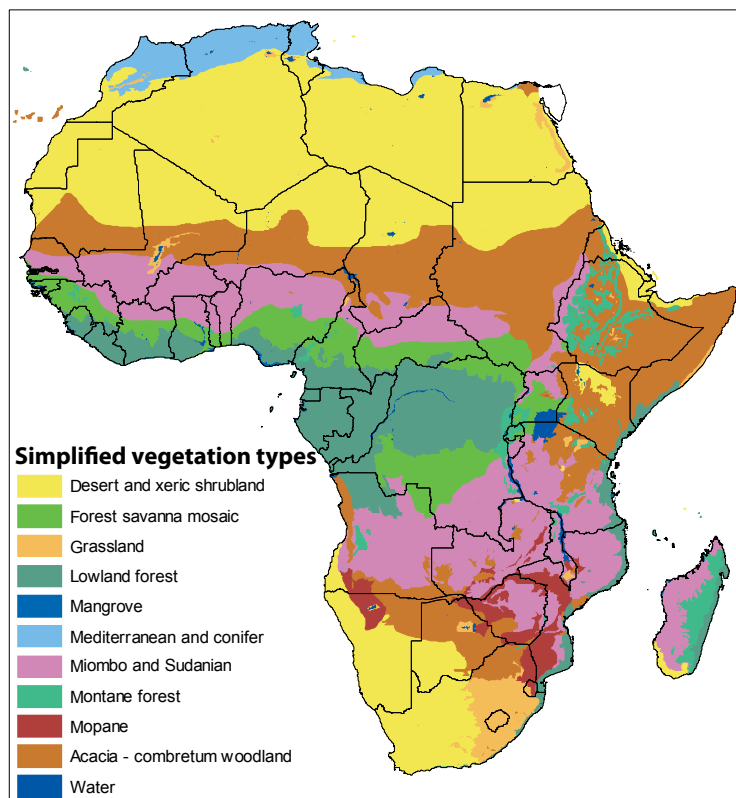 Simplified vegetation types
Desert and xeric shrubland
Forest savanna mosaic
Grassland
Lowland forest
Mangrove
Mediterranean and conifer
Miombo and Sudanian
Montane forest
Mopane
Acacia - combretum woodland
Water